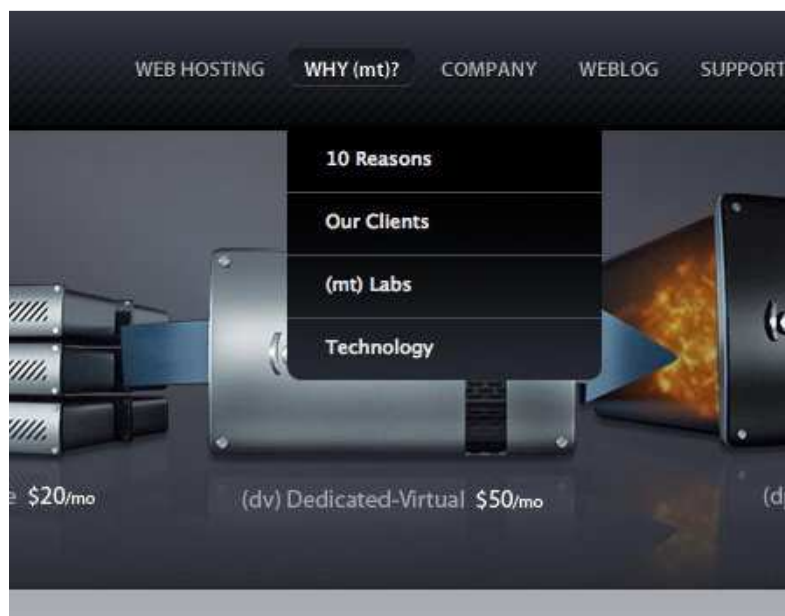 WEB HOSTING WHY (mt)? COMPANY WEBLOG SUPPORT
10 Reasons
Our Clients
(mt) Labs
Technology
$20/mo (dv) Dedicated-Virtual $50/mo